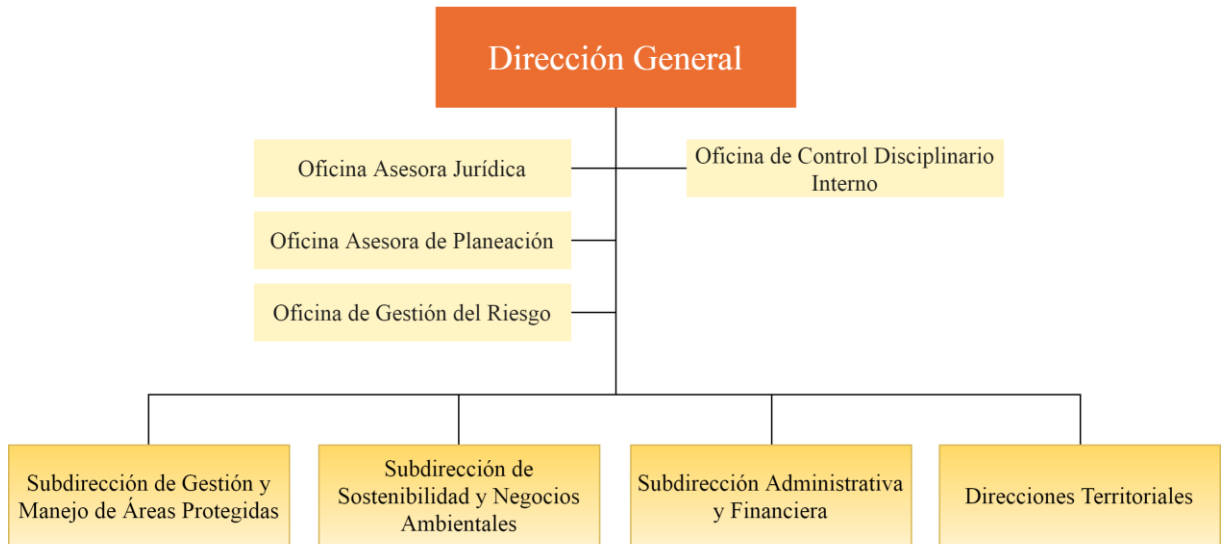 Dirección General
Oficina Asesora Jurídica
Oficina de Control Disciplinario
Interno
Oficina Asesora de Planeación
Oficina de Gestión del Riesgo
Subdirección de Gestión y
Manejo de Áreas Protegidas
Subdirección de
Sostenibilidad y Negocios
Ambientales
Subdirección Administrativa
y Financiera
Direcciones Territoriales